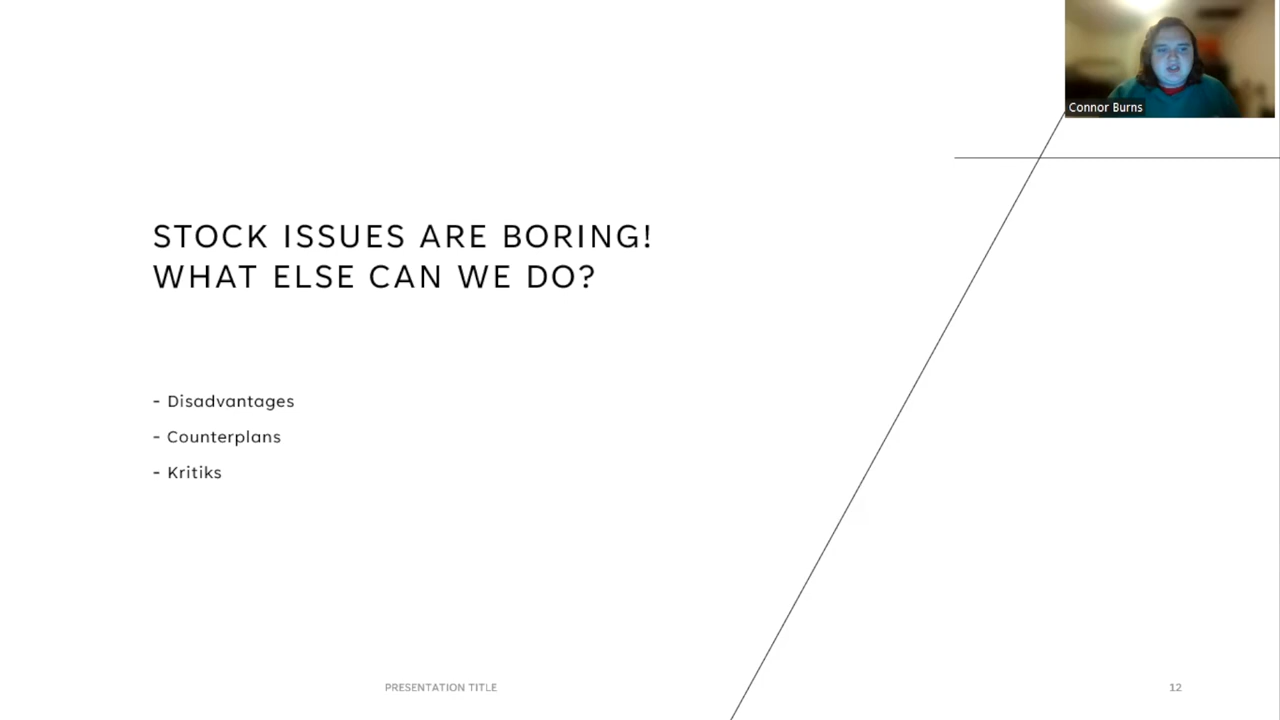 Connor Burns
STOCK ISSUES ARE BORING!
WHAT ELSE CAN WE DO?
- Disadvantages
- Counterplans
- Kritiks
PRESENTATION TITLE
12